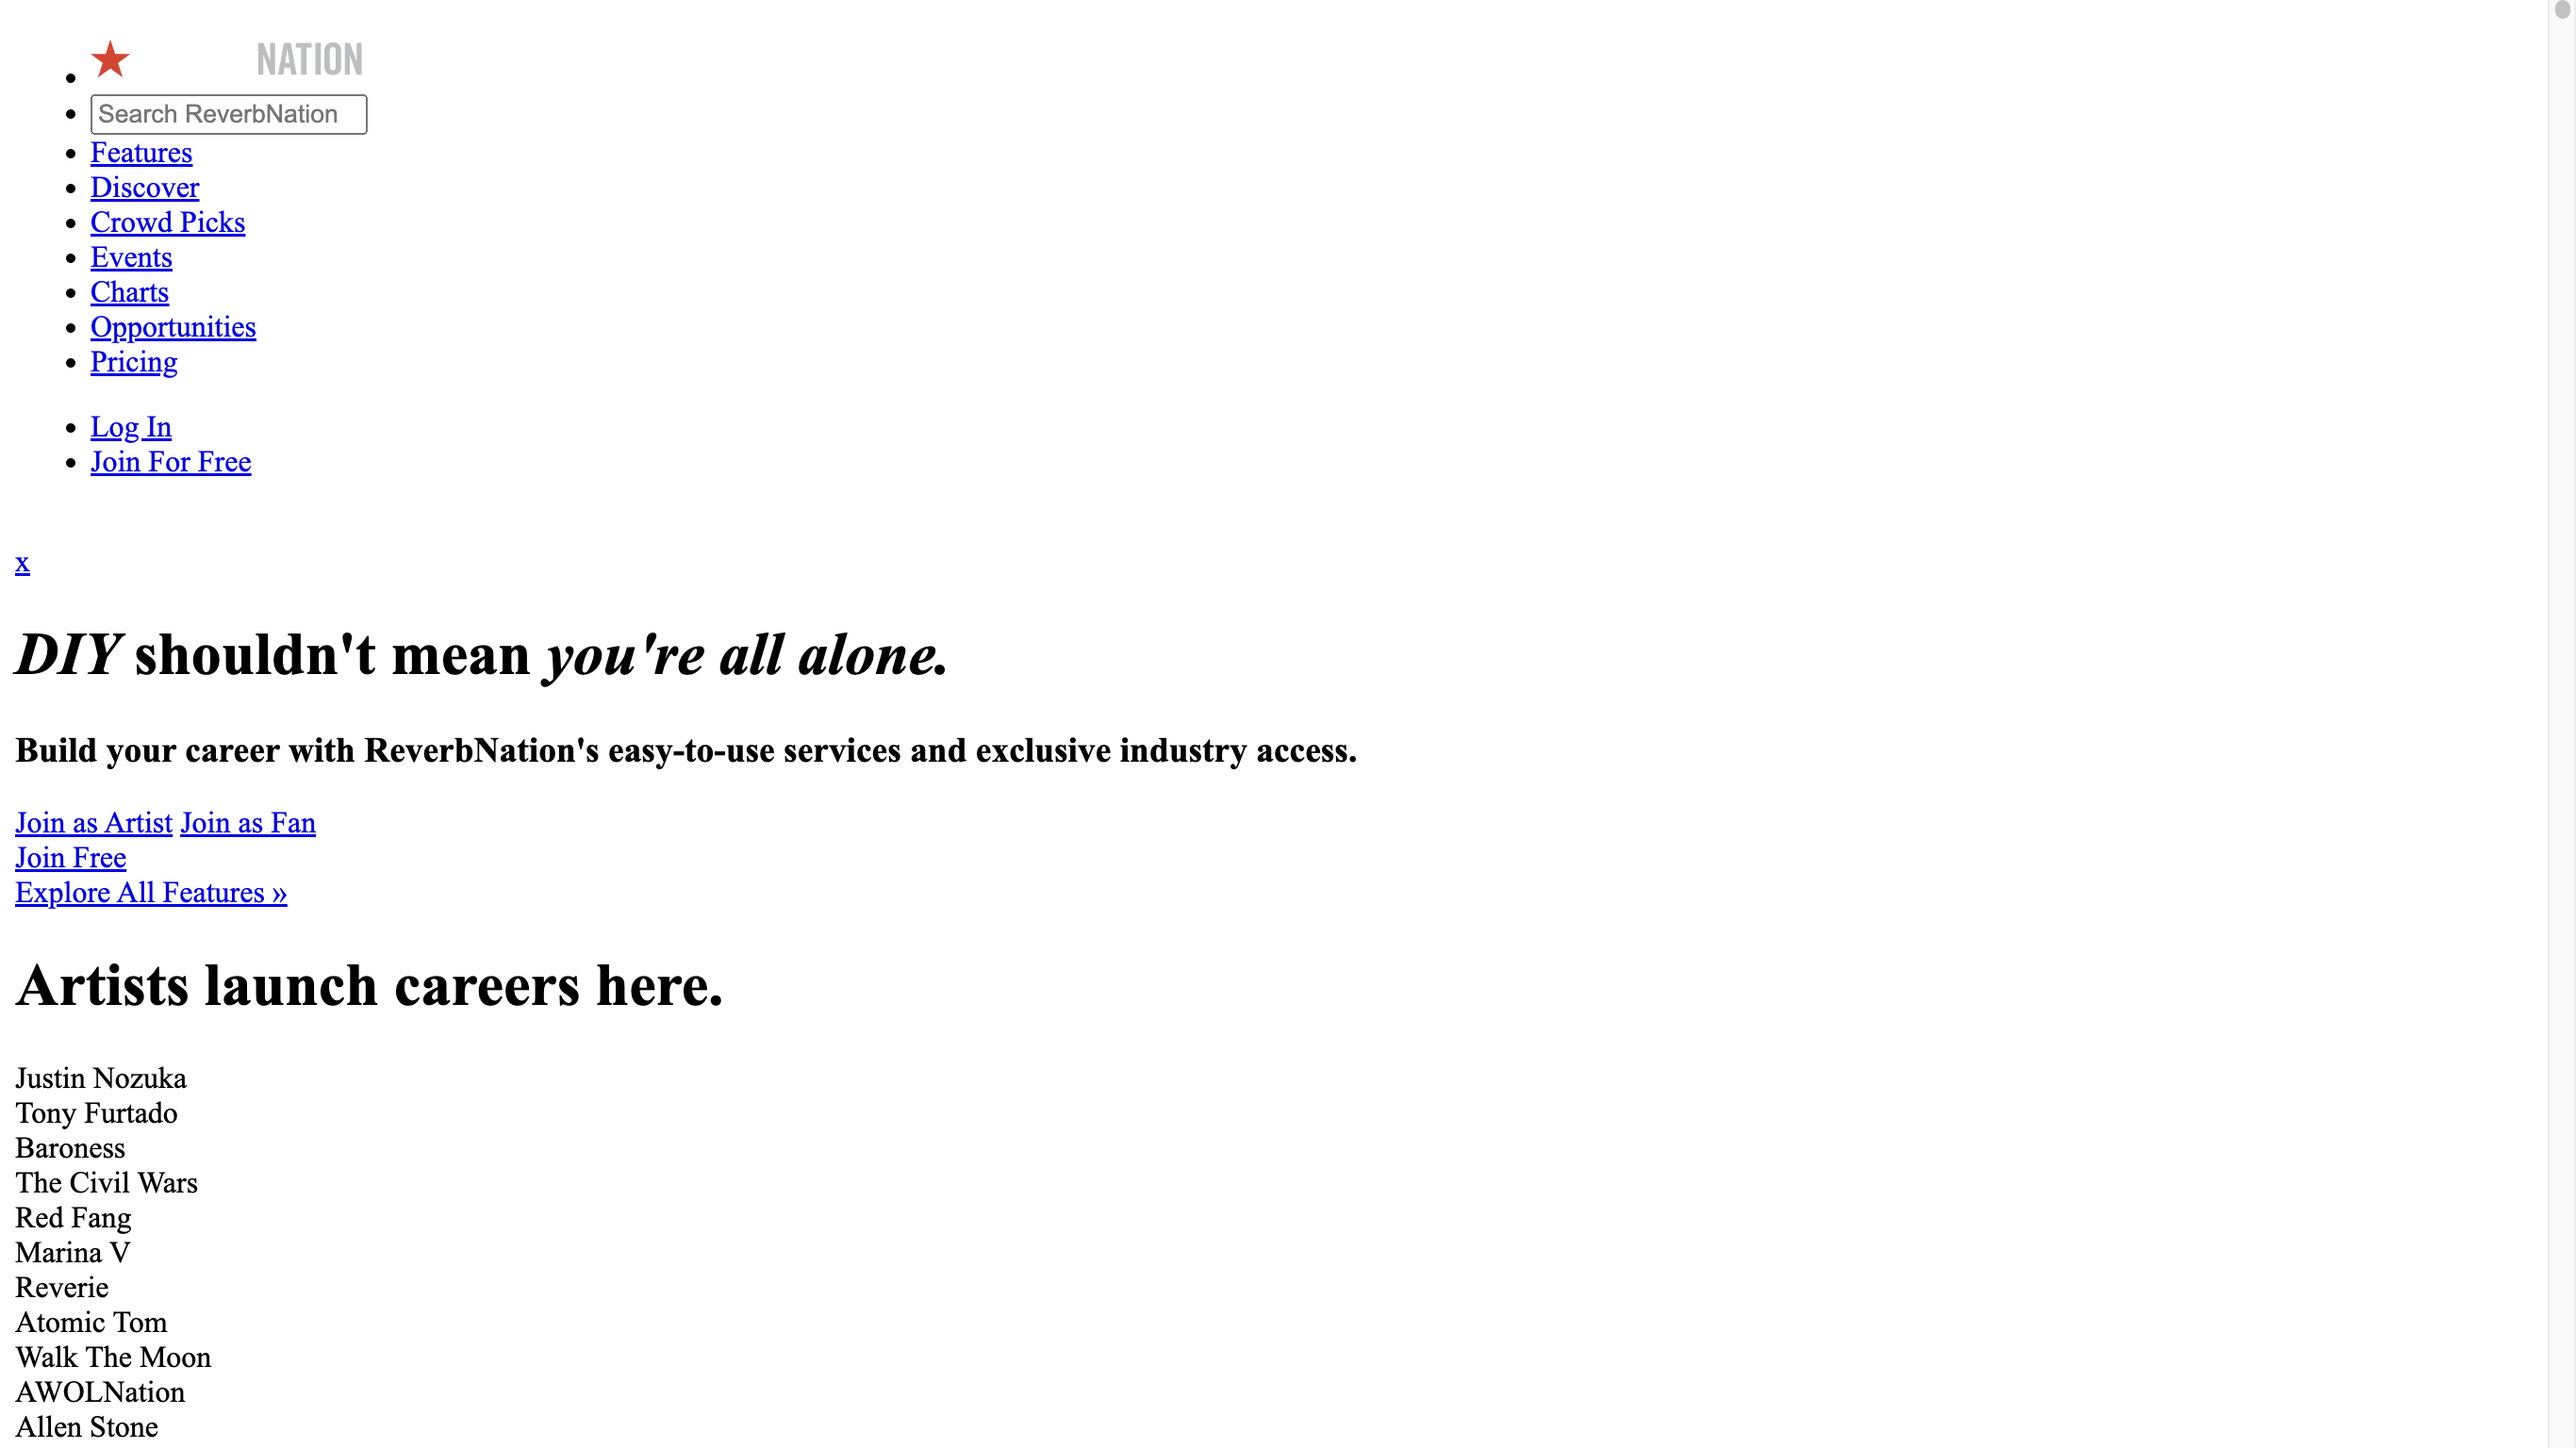 NATION
Search ReverbNation
Features
Discover
Crowd Picks
Events
Charts
Opportunities
Pricing
Log In
Join For Free
x
DIY shouldn't mean you're all alone.
Build your career with ReverbNation's easy-to-use services and exclusive industry access.
Join as Artist Join as Fan
Join Free
Explore All Features »
Artists launch careers here.
Justin Nozuka
Tony Furtado
Baroness
The Civil Wars
Red Fang
Marina V
Reverie
Atomic Tom
Walk The Moon
AWOLNation
Allen Stone